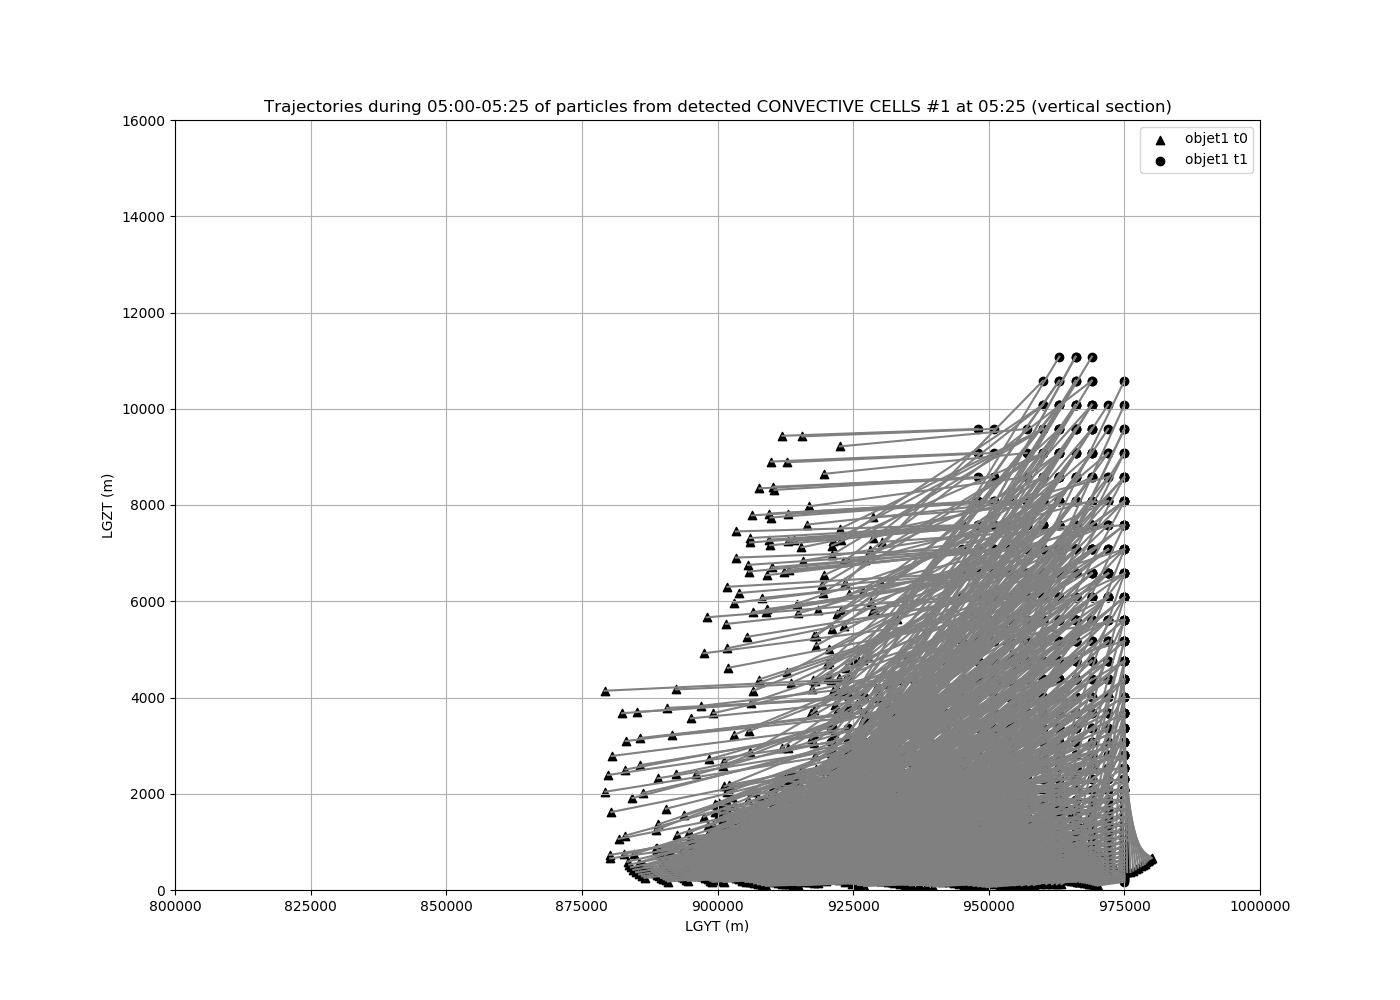 Trajectories during 05:00-05:25 of particles from detected CONVECTIVE CELLS #1 at 05:25 (vertical section)
objet1 t0
objet1 t1
LGZT (m)
16000
14000
12000
10000
8000
6000
4000
2000
0
800000 825000 850000 875000 900000 925000 950000 975000 1000000
LGYT (m)